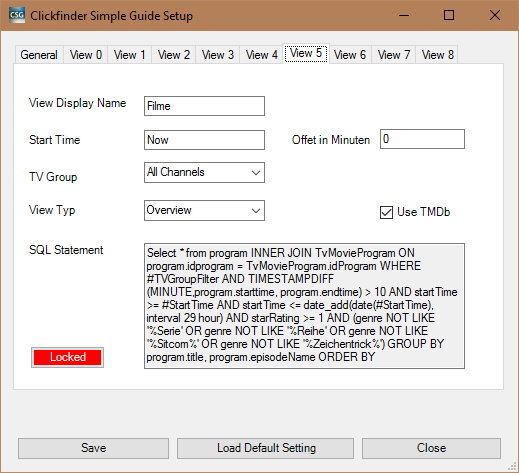 CSG Clickfinder Simple Guide Setup
General View 0 View 1 View 2 View 3 View 4 View 5 View 6 View 7 View 8
View Display Name Filme
Start Time Now Offet in Minuten 0
TV Group All Channels
View Typ Overview Use TMDb
SQL Statement
Select * from program INNER JOIN TvMovieProgram ON
program.idprogram = TvMovieProgram.idProgram WHERE
#TVGroupFilter AND TIMESTAMPDIFF
(MINUTE,program.starttime, program.endtime) > 10 AND startTime
>= #StartTime AND startTime <= date_add(date(#StartTime),
interval 29 hour) AND starRating >= 1 AND (genre NOT LIKE
'%Serie' OR genre NOT LIKE '%Reihe' OR genre NOT LIKE
'%Sitcom%' OR genre NOT LIKE '%Zeichentrick%') GROUP BY
program.title, program.episodeName ORDER BY
Locked
Save Load Default Setting Close